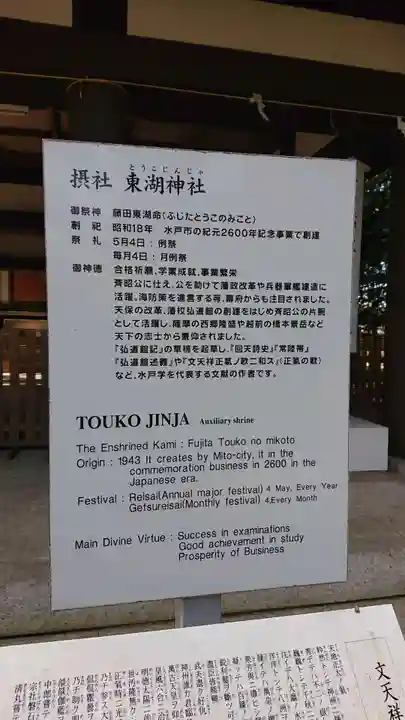 とうこじんじゃ
摂社 東湖神社
御祭神 藤田東湖命(ふじたとうこのみこと)
創祀 昭和18年 水戸市の紀元2600年記念事業で創建
祭礼 5月4日:例祭
毎月4日:月例祭
御神徳 合格祈願、学業成就、事業繁栄
斉昭公に仕え、公を助けて藩政改革や兵器軍艦建造に
活躍。海防策を進言する等、幕府からも注目されました。
天保の改革、藩校弘道館の創建をはじめ斉昭公の片腕
として活躍し、薩摩の西郷隆盛や越前の橋本景岳など
天下の志士から景仰されました。
『弘道館記』の草稿を起草し、『回天詩史』『常陸帯』
『弘道館述義』や『文天祥正氣ノ歌二和ス』(正氣の歌)
など、水戸学を代表する文献の作者です。
TOUKO JINJA Auxiliary shrine
The Enshrined Kami : Fujita Touko no mikoto
Origin : 1943 It creates by Mito-city, it in the
commemoration business in 2600 in the
Japanese era.
Festival : Reisai(Annual major festival) 4 May, Every Year
Getsureisai(Monthly festival) 4,Every Month
Main Divine Virtue : Success in examinations
Good achievement in study
Prosperity of Buisiness
文天祥